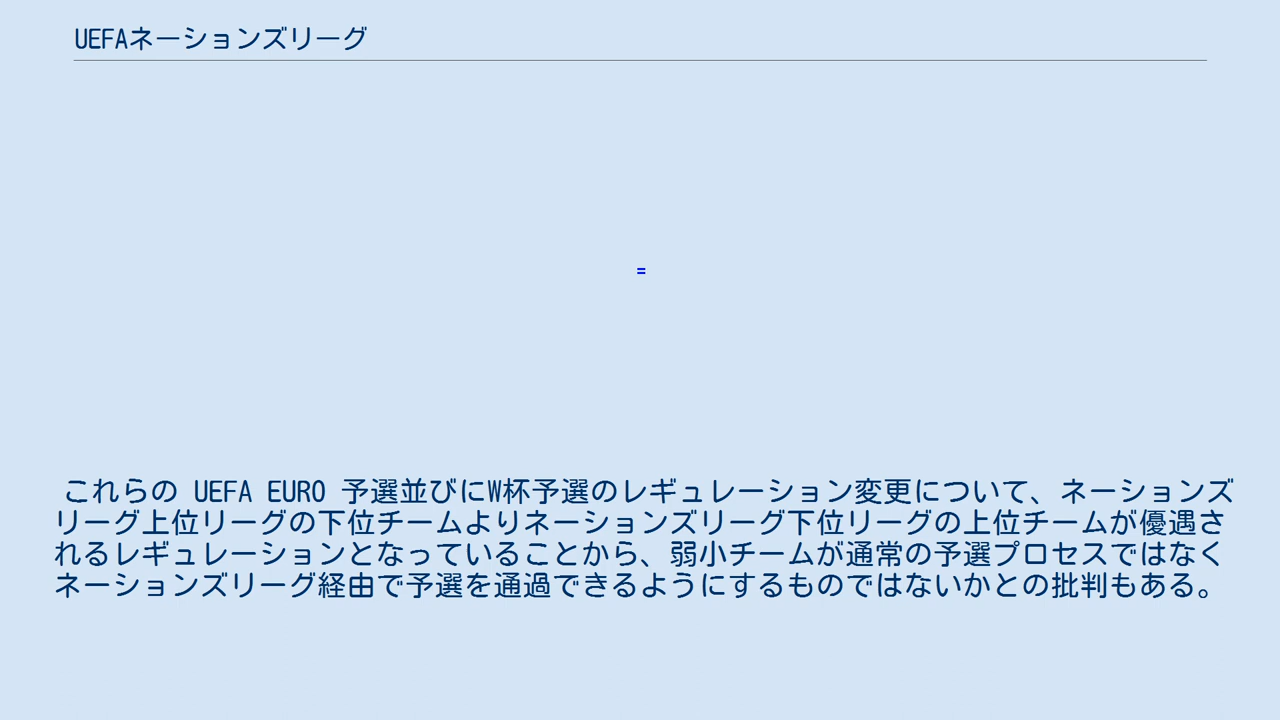 UEFAネーションズリーグ
=
これらの UEFA EURO 予選並びにW杯予選のレギュレーション変更について、ネーションズ
リーグ上位リーグの下位チームよりネーションズリーグ下位リーグの上位チームが優遇さ
れるレギュレーションとなっていることから、弱小チームが通常の予選プロセスではなく
ネーションズリーグ経由で予選を通過できるようにするものではないかとの批判もある。